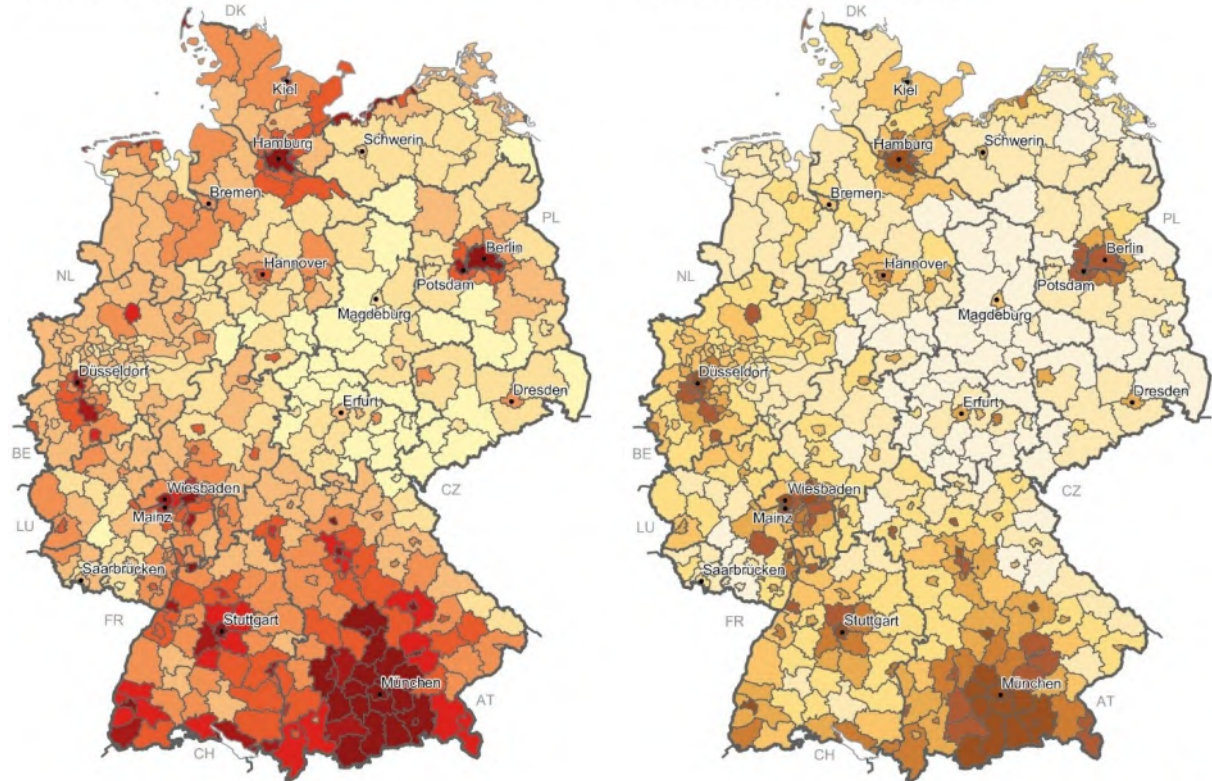 DK
Kiel
Hamburg
Schwerin
Bremen
PL
NL
Hannover
Berlin
Potsdam
Magdeburg
Düsseldorf
Dresden
Erfurt
BE
Wiesbaden
CZ
LU
Mainz
Saarbrücken
FR
Stuttgart
München
AT
CH
DK
Kiel
Hamburg
Schwerin
Bremen
PL
NL
Hannover
Berlin
Potsdam
Magdeburg
Düsseldorf
Dresden
Erfurt
BE
Wiesbaden
CZ
LU
Mainz
Saarbrücken
FR
Stuttgart
München
AT
CH